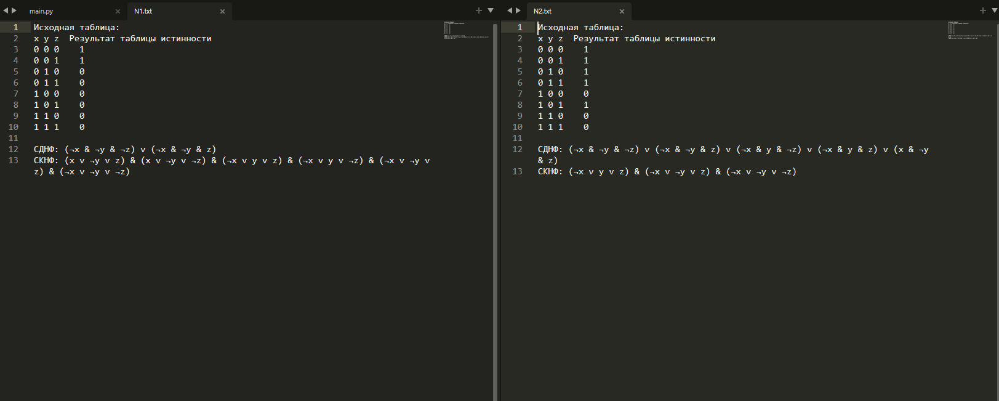 main.py × N1.txt ×
1 Исходная таблица:
2 x y z Результат таблицы истинности
3 0 0 0 1
4 0 0 1 1
5 0 1 0 0
6 0 1 1 0
7 1 0 0 0
8 1 0 1 0
9 1 1 0 0
10 1 1 1 0
11
12 СДНФ: (¬x & ¬y & ¬z) v (¬x & ¬y & z)
13 СКНФ: (x v ¬y v z) & (x v ¬y v ¬z) & (¬x v y v z) & (¬x v y v ¬z) & (¬x v ¬y v
z) & (¬x v ¬y v ¬z)
N2.txt ×
1 Исходная таблица:
2 x y z Результат таблицы истинности
3 0 0 0 1
4 0 0 1 1
5 0 1 0 1
6 0 1 1 1
7 1 0 0 0
8 1 0 1 1
9 1 1 0 0
10 1 1 1 0
11
12 СДНФ: (¬x & ¬y & ¬z) v (¬x & ¬y & z) v (¬x & y & ¬z) v (¬x & y & z) v (x & ¬y
& z)
13 СКНФ: (¬x v y v z) & (¬x v ¬y v z) & (¬x v ¬y v ¬z)